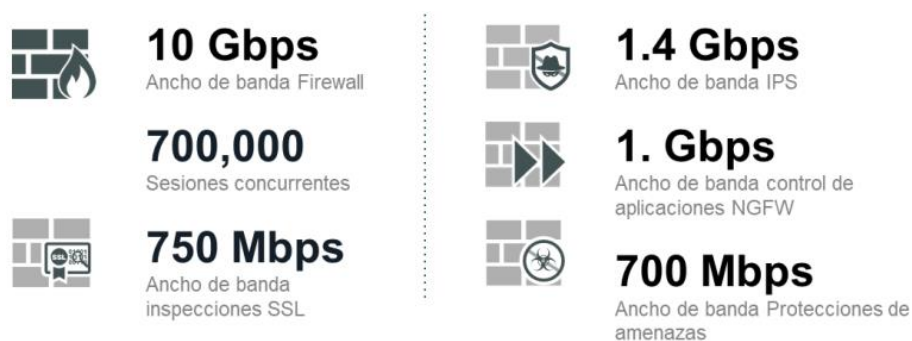 10 Gbps
Ancho de banda Firewall
700,000
Sesiones concurrentes
SSL
750 Mbps
Ancho de banda
inspecciones SSL
1.4 Gbps
Ancho de banda IPS
1. Gbps
Ancho de banda control de
aplicaciones NGFW
700 Mbps
Ancho de banda Protecciones de
amenazas